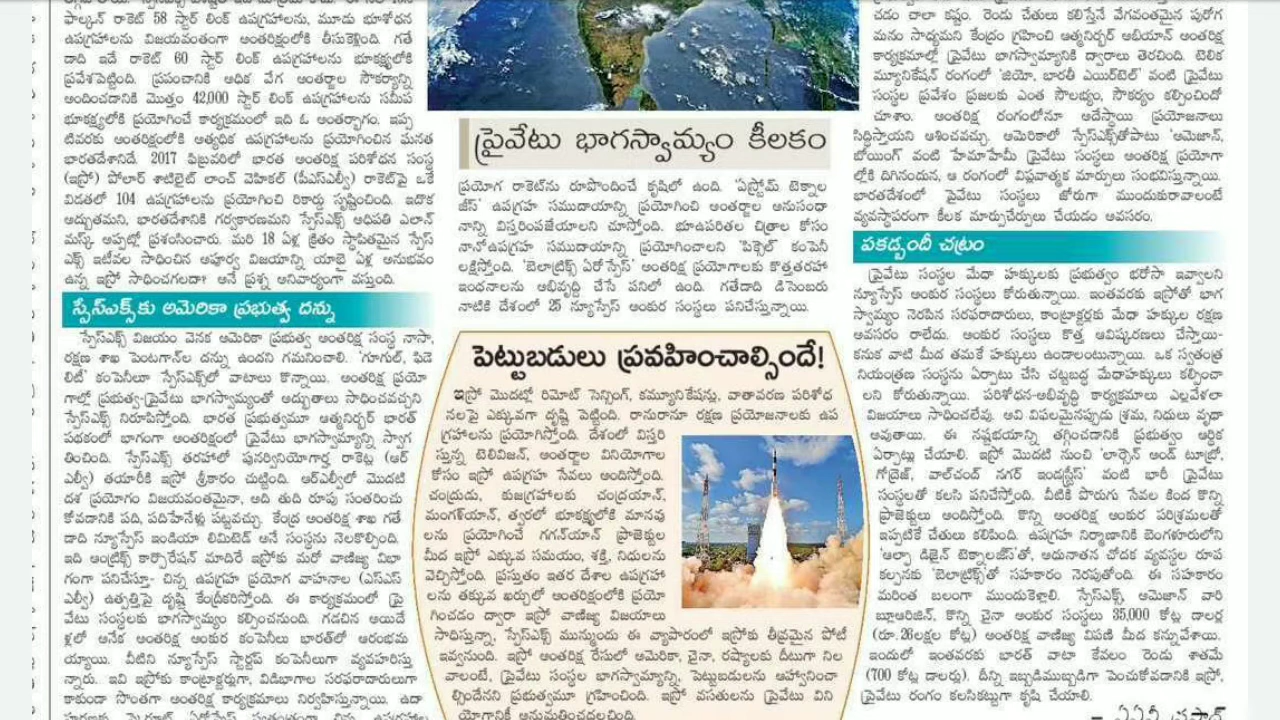 ఫాల్కన్ రాకెట్ 58 స్టార్ లింక్ ఉపగ్రహాలను, మూడు భూశోధన
ఉపగ్రహాలను విజయవంతంగా అంతరిక్షంలోకి తీసుకెళ్లింది. గతే
డాది ఇదే రాకెట్ 60 స్టార్ లింక్ ఉపగ్రహాలను భూకక్ష్యలోకి
ప్రవేశపెట్టింది. ప్రపంచానికి అధిక వేగ అంతర్జాల సౌకర్యాన్ని
అందించడానికి మొత్తం 42,000 స్టార్ లింక్ ఉపగ్రహాలను సమీప
భూకక్ష్యలోకి ప్రయోగించే కార్యక్రమంలో ఇది ఓ అంతర్భాగం. ఇప్ప
టివరకు అంతరిక్షంలోకి అత్యధిక ఉపగ్రహాలను ప్రయోగించిన ఘనత
భారతదేశానిదే. 2017 ఫిబ్రవరిలో భారత అంతరిక్ష పరిశోధన సంస్థ
(ఇస్రో) పోలార్ శాటిలైట్ లాంచ్ వెహికల్ (పీఎస్ఎల్వీ) రాకెట్‌పై ఒకే
విడతలో 104 ఉపగ్రహాలను ప్రయోగించి రికార్డు సృష్టించింది. ఇదొక
అద్భుతమని, భారతదేశానికి గర్వకారణమని స్పేస్ఎక్స్ అధిపతి ఎలాన్
మస్క్ అప్పట్లో ప్రశంసించారు. మరి 18 ఏళ్ల క్రితం స్థాపితమైన స్పేస్
ఎక్స్ ఇటీవల సాధించిన అపూర్వ విజయాన్ని యాభై ఏళ్ల అనుభవం
ఉన్న ఇస్రో సాధించగలదా? అనే ప్రశ్న అనివార్యంగా వస్తుంది.
స్పేస్ఎక్స్‌కు అమెరికా ప్రభుత్వ దన్ను
స్పేస్ఎక్స్ విజయం వెనక అమెరికా ప్రభుత్వ అంతరిక్ష సంస్థ నాసా,
రక్షణ శాఖ పెంటగాన్‌ల దన్ను ఉందని గమనించాలి. 'గూగుల్, ఫిడె
లిటీ' కంపెనీలూ స్పేస్ఎక్స్‌లో వాటాలు కొన్నాయి. అంతరిక్ష ప్రయో
గాల్లో ప్రభుత్వ-ప్రైవేటు భాగస్వామ్యంతో అద్భుతాలు సాధించవచ్చని
స్పేస్ఎక్స్ నిరూపిస్తోంది. భారత ప్రభుత్వమూ ఆత్మనిర్భర్ భారత్
పథకంలో భాగంగా అంతరిక్షంలో ప్రైవేటు భాగస్వామ్యాన్ని స్వాగ
తించింది. స్పేస్ఎక్స్ తరహాలో పునర్వినియోగార్హ రాకెట్ల (ఆర్
ఎల్వీ) తయారీకి ఇస్రో శ్రీకారం చుట్టింది. ఆర్ఎల్వీలో మొదటి
దశ ప్రయోగం విజయవంతమైనా, అది తుది రూపు సంతరించు
కోవడానికి పది, పదిహేనేళ్లు పట్టవచ్చు. కేంద్ర అంతరిక్ష శాఖ గతే
డాది న్యూస్పేస్ ఇండియా లిమిటెడ్ అనే సంస్థను నెలకొల్పింది.
ఇది ఆంట్రిక్స్ కార్పొరేషన్ మాదిరే ఇస్రోకు మరో వాణిజ్య విభా
గంగా పనిచేస్తూ- చిన్న ఉపగ్రహ ప్రయోగ వాహనాల (ఎస్ఎస్
ఎల్వీ) ఉత్పత్తిపై దృష్టి కేంద్రీకరిస్తోంది. ఈ కార్యక్రమంలో ప్రై
వేటు సంస్థలకు భాగస్వామ్యం కల్పించనుంది. గడచిన అయిదే
ళ్లలో అనేక అంతరిక్ష అంకుర కంపెనీలు భారత్‌లో ఆరంభమ
య్యాయి. వీటిని న్యూస్పేస్ స్టార్టప్ కంపెనీలుగా వ్యవహరిస్తు
న్నారు. ఇవి ఇస్రోకు కాంట్రాక్టర్లుగా, విడిభాగాల సరఫరాదారులుగా
కాకుండా సొంతగా అంతరిక్ష కార్యక్రమాలు నిర్వహిస్తున్నాయి. ఉదా
ప్రైవేటు భాగస్వామ్యం కీలకం
ప్రయోగ రాకెట్‌ను రూపొందించే కృషిలో ఉంది. 'ఏస్ట్రోమ్ టెక్నాల
జీస్' ఉపగ్రహ సముదాయాన్ని ప్రయోగించి అంతర్జాల అనుసంధా
నాన్ని విస్తరింపజేయాలని చూస్తోంది. భూఉపరితల చిత్రాల కోసం
నానోఉపగ్రహ సముదాయాన్ని ప్రయోగించాలని 'పిక్సెల్' కంపెనీ
లక్షిస్తోంది. 'బెలాట్రిక్స్ ఏరోస్పేస్' అంతరిక్ష ప్రయోగాలకు కొత్తతరహా
ఇంధనాలను అభివృద్ధి చేసే పనిలో ఉంది. గతేడాది డిసెంబరు
నాటికి దేశంలో 25 న్యూస్పేస్ అంకుర సంస్థలు పనిచేస్తున్నాయి.
పెట్టుబడులు ప్రవహించాల్సిందే!
ఇస్రో మొదట్లో రిమోట్ సెన్సింగ్, కమ్యూనికేషన్లు, వాతావరణ పరిశోధ
నలపై ఎక్కువగా దృష్టి పెట్టింది. రానురానూ రక్షణ ప్రయోజనాలకు ఉప
గ్రహాలను ప్రయోగిస్తోంది. దేశంలో విస్తరి
స్తున్న టెలివిజన్, అంతర్జాల వినియోగాల
కోసం ఇస్రో ఉపగ్రహ సేవలు అందిస్తోంది.
చంద్రుడు, కుజగ్రహాలకు చంద్రయాన్,
మంగళ్‌యాన్, త్వరలో భూకక్ష్యలోకి మానవు
లను ప్రయోగించే గగన్‌యాన్ ప్రాజెక్టుల
మీద ఇస్రో ఎక్కువ సమయం, శక్తి, నిధులను
వెచ్చిస్తోంది. ప్రస్తుతం ఇతర దేశాల ఉపగ్రహా
లను తక్కువ ఖర్చులో అంతరిక్షంలోకి ప్రయో
గించడం ద్వారా ఇస్రో వాణిజ్య విజయాలు
సాధిస్తున్నా, స్పేస్ఎక్స్ మున్ముందు ఈ వ్యాపారంలో ఇస్రోకు తీవ్రమైన పోటీ
ఇవ్వనుంది. ఇస్రో అంతరిక్ష రేసులో అమెరికా, చైనా, రష్యాలకు దీటుగా నిల
వాలంటే, ప్రైవేటు సంస్థల భాగస్వామ్యాన్ని, పెట్టుబడులను ఆహ్వానించా
ల్సిందేనని ప్రభుత్వమూ గ్రహించింది. ఇస్రో వసతులను ప్రైవేటు విని
యోగానికీ అనుమతించదలచింది.
డడం చాలా కష్టం. రెండు చేతులు కలిస్తేనే వేగవంతమైన పురోగ
మనం సాధ్యమని కేంద్రం గ్రహించి ఆత్మనిర్భర్ అభియాన్ అంతరిక్ష
కార్యక్రమాల్లో ప్రైవేటు భాగస్వామ్యానికి ద్వారాలు తెరచింది. టెలిక
మ్యూనికేషన్ రంగంలో 'జియో, భారతీ ఎయిర్‌టెల్' వంటి ప్రైవేటు
సంస్థల ప్రవేశం ప్రజలకు ఎంత సౌలభ్యం, సౌకర్యం కల్పించిందో
చూశాం. అంతరిక్ష రంగంలోనూ అదేస్థాయి ప్రయోజనాలు
సిద్ధిస్తాయని ఆశించవచ్చు. అమెరికాలో స్పేస్ఎక్స్‌తోపాటు 'అమెజాన్,
బోయింగ్' వంటి హేమాహేమీ ప్రైవేటు సంస్థలు అంతరిక్ష ప్రయోగా
ల్లోకి దిగినందున, ఆ రంగంలో విప్లవాత్మక మార్పులు సంభవిస్తున్నాయి.
భారతదేశంలో ప్రైవేటు సంస్థలు జోరుగా ముందుకురావాలంటే
వ్యవస్థాపరంగా కీలక మార్పుచేర్పులు చేయడం అవసరం.
పకడ్బందీ చట్రం
ప్రైవేటు సంస్థల మేధా హక్కులకు ప్రభుత్వం భరోసా ఇవ్వాలని
న్యూస్పేస్ అంకుర సంస్థలు కోరుతున్నాయి. ఇంతవరకు ఇస్రోతో భాగ
స్వామ్యం నెరపిన సరఫరాదారులు, కాంట్రాక్టర్లకు మేధా హక్కుల రక్షణ
అవసరం రాలేదు. అంకుర సంస్థలు కొత్త ఆవిష్కరణలు చేస్తాయి-
కనుక వాటి మీద తమకే హక్కులు ఉండాలంటున్నాయి. ఒక స్వతంత్ర
నియంత్రణ సంస్థను ఏర్పాటు చేసి చట్టబద్ధ మేధాహక్కులు కల్పించా
లని కోరుతున్నాయి. పరిశోధన-అభివృద్ధి కార్యక్రమాలు ఎల్లవేళలా
విజయాలు సాధించలేవు. అవి విఫలమైనప్పుడు శ్రమ, నిధులు వృథా
అవుతాయి. ఈ నష్టభయాన్ని తగ్గించడానికి ప్రభుత్వం ఆర్థిక
ఏర్పాట్లు చేయాలి. ఇస్రో మొదటి నుంచి 'లార్సెన్ అండ్ టూబ్రో,
గోద్రెజ్, వాల్‌చంద్ నగర్ ఇండస్ట్రీస్' వంటి భారీ ప్రైవేటు
సంస్థలతో కలసి పనిచేస్తోంది. వీటికి పొరుగు సేవల కింద కొన్ని
ప్రాజెక్టులు అందిస్తోంది. కొన్ని అంతరిక్ష అంకుర పరిశ్రమలతో
ఇప్పటికే చేతులు కలిపింది. ఉపగ్రహ నిర్మాణానికి బెంగళూరులోని
'ఆల్ఫా డిజైన్ టెక్నాలజీస్'తో, అధునాతన చోదక వ్యవస్థల రూప
కల్పనకు 'బెలాట్రిక్స్'తో సహకారం నెరపుతోంది. ఈ సహకారం
మరింత బలంగా ముందుకెళ్లాలి. స్పేస్ఎక్స్, అమెజాన్ వారి
బ్లూఆరిజిన్, కొన్ని చైనా అంకుర సంస్థలు 35,000 కోట్ల డాలర్ల
(రూ.26లక్షల కోట్ల) అంతరిక్ష వాణిజ్య విపణి మీద కన్నువేశాయి.
ఇందులో ఇంతవరకు భారత్ వాటా కేవలం రెండు శాతమే
(700 కోట్ల డాలర్లు). దీన్ని ఇబ్బడిముబ్బడిగా పెంచుకోవడానికి ఇస్రో,
ప్రైవేటు రంగం కలసికట్టుగా కృషి చేయాలి.